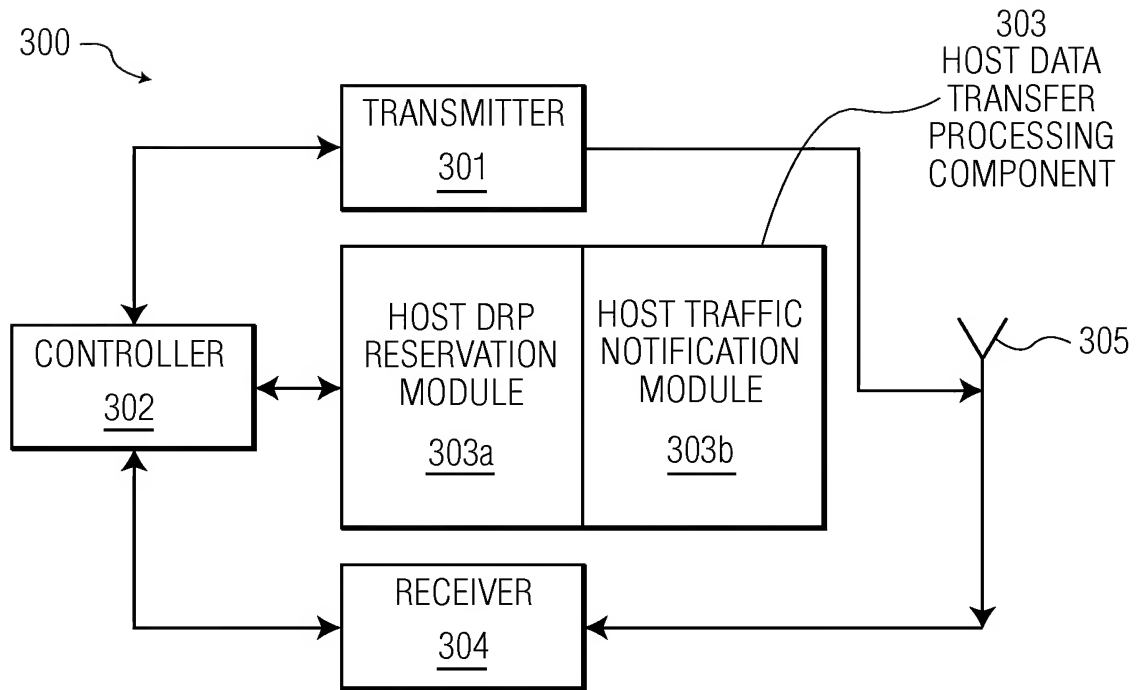 300
303
HOST DATA
TRANSFER
PROCESSING
COMPONENT
TRANSMITTER
301
HOST DRP
RESERVATION
MODULE
303a
HOST TRAFFIC
NOTIFICATION
MODULE
303b
305
CONTROLLER
302
RECEIVER
304